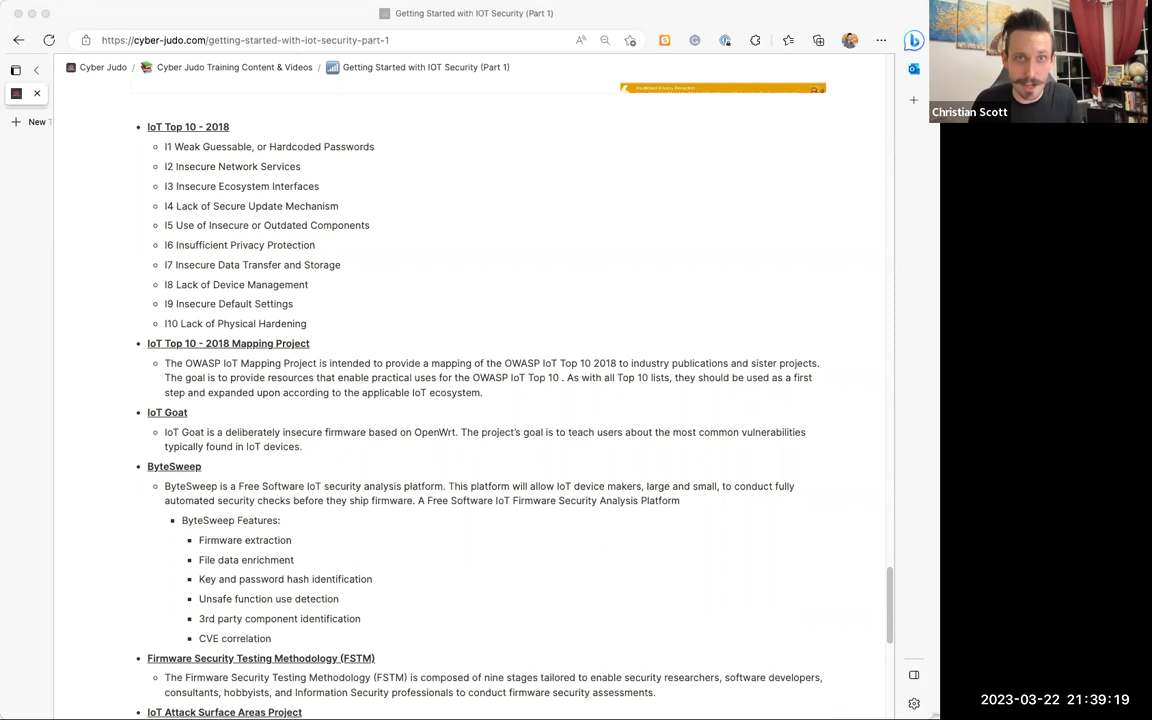 Getting Started with IOT Security (Part 1)
https://cyber-judo.com/getting-started-with-iot-security-part-1
Cyber Judo / Cyber Judo Training Content & Videos / Getting Started with IOT Security (Part 1)
New
Christian Scott
IoT Top 10 - 2018
I1 Weak Guessable, or Hardcoded Passwords
I2 Insecure Network Services
I3 Insecure Ecosystem Interfaces
I4 Lack of Secure Update Mechanism
I5 Use of Insecure or Outdated Components
I6 Insufficient Privacy Protection
I7 Insecure Data Transfer and Storage
I8 Lack of Device Management
I9 Insecure Default Settings
I10 Lack of Physical Hardening
IoT Top 10 - 2018 Mapping Project
The OWASP IoT Mapping Project is intended to provide a mapping of the OWASP IoT Top 10 2018 to industry publications and sister projects.
The goal is to provide resources that enable practical uses for the OWASP IoT Top 10 . As with all Top 10 lists, they should be used as a first
step and expanded upon according to the applicable IoT ecosystem.
IoT Goat
IoT Goat is a deliberately insecure firmware based on OpenWrt. The project's goal is to teach users about the most common vulnerabilities
typically found in IoT devices.
ByteSweep
ByteSweep is a Free Software IoT security analysis platform. This platform will allow IoT device makers, large and small, to conduct fully
automated security checks before they ship firmware. A Free Software IoT Firmware Security Analysis Platform
ByteSweep Features:
Firmware extraction
File data enrichment
Key and password hash identification
Unsafe function use detection
3rd party component identification
CVE correlation
Firmware Security Testing Methodology (FSTM)
The Firmware Security Testing Methodology (FSTM) is composed of nine stages tailored to enable security researchers, software developers,
consultants, hobbyists, and Information Security professionals to conduct firmware security assessments.
IoT Attack Surface Areas Project
2023-03-22 21:39:19